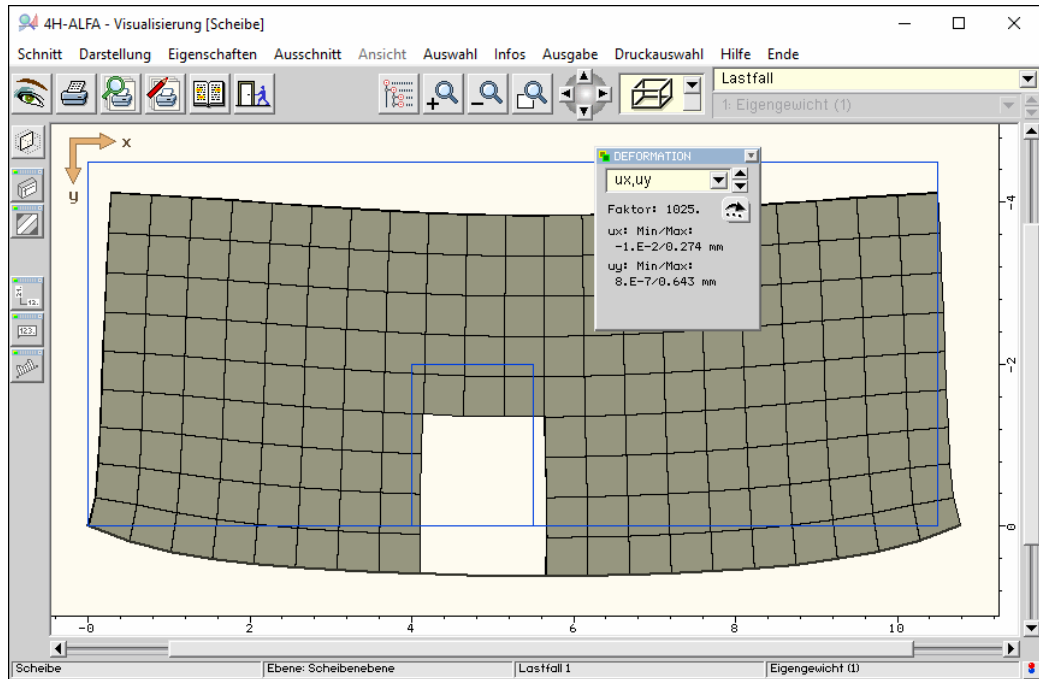 4H-ALFA - Visualisierung [Scheibe]
Schnitt Darstellung Eigenschaften Ausschnitt Ansicht Auswahl Infos Ausgabe Druckauswahl Hilfe Ende
Lastfall
1: Eigengewicht (1)
x
y
DEFORMATION
ux,uy
Faktor: 1025.
ux: Min/Max:
-1.E-2/0.274 mm
uy: Min/Max:
8.E-7/0.643 mm
-4
-2
0
12.
123.
-0 2 4 6 8 10
Scheibe Ebene: Scheibenebene Lastfall 1 Eigengewicht (1)